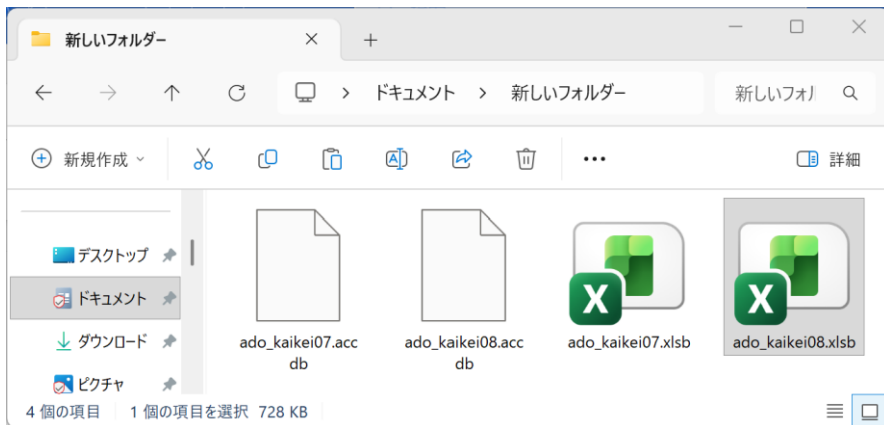 新しいフォルダー
ドキュメント > 新しいフォルダー
新しいフォル
新規作成
詳細
デスクトップ
ドキュメント
ダウンロード
ピクチャ
ado_kaikei07.acc
db
ado_kaikei08.acc
db
ado_kaikei07.xlsb
ado_kaikei08.xlsb
4 個の項目
1 個の項目を選択 728 KB